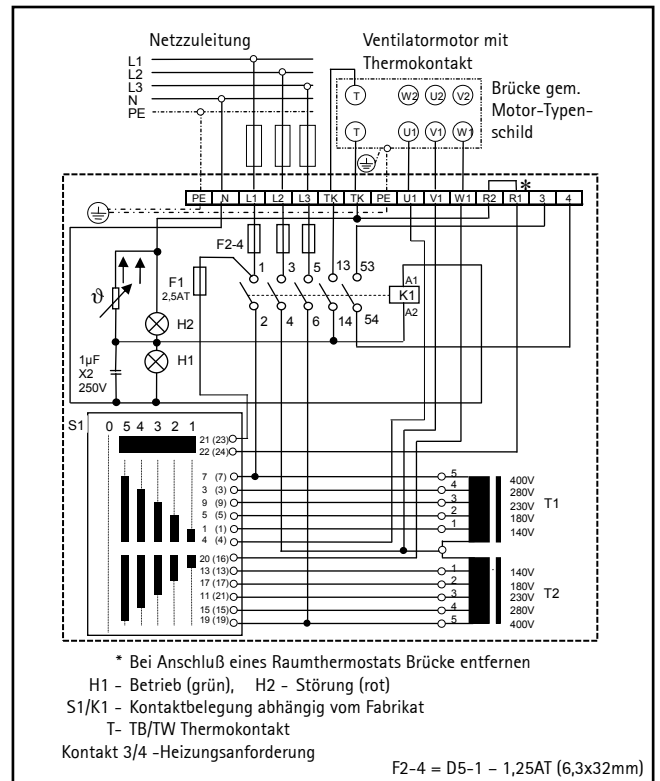 Netzzuleitung
Ventilatormotor mit
Thermokontakt
L1
L2
L3
N
PE
T W2 U2 V2
T U1 V1 W1
Brücke gem.
Motor-Typen-
schild
PE N L1 L2 L3 TK TK PE U1 V1 W1 R2 R1 3 4
*
F2-4
F1
2,5AT
1 3 5 13 53
2 4 6 14 54
A1
K1
A2
ϑ
H2
H1
1µF
X2
250V
S1 0 5 4 3 2 1
21 (23)
22 (24)
7 (7) 5 400V
3 (3) 4 280V
9 (9) 3 230V
5 (5) 2 180V
1 (1) 1 140V
T1
4 (4)
20 (16)
13 (13) 1 140V
17 (17) 2 180V
11 (21) 3 230V
15 (15) 4 280V
19 (19) 5 400V
T2
* Bei Anschluß eines Raumthermostats Brücke entfernen
H1 - Betrieb (grün), H2 - Störung (rot)
S1/K1 - Kontaktbelegung abhängig vom Fabrikat
T- TB/TW Thermokontakt
Kontakt 3/4 -Heizungsanforderung
F2-4 = D5-1 – 1,25AT (6,3x32mm)